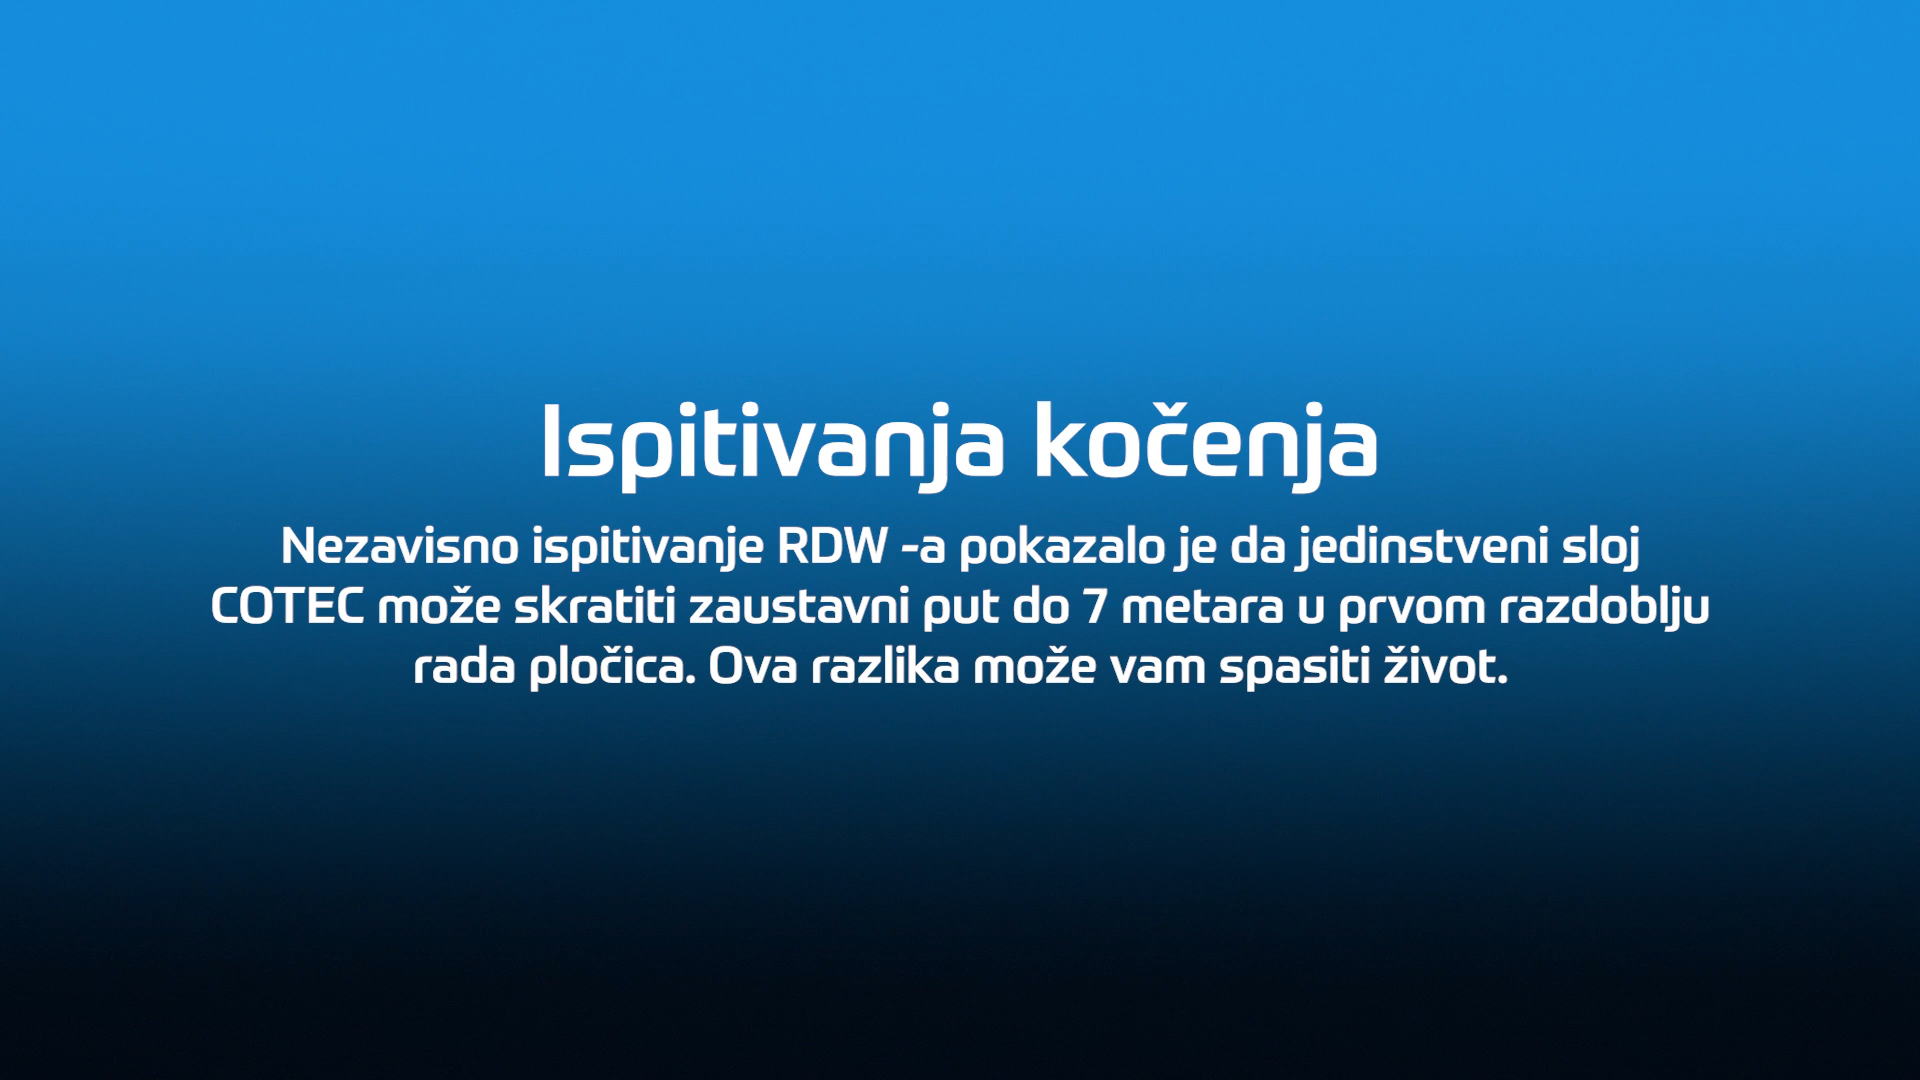 Ispitivanja kočenja
Nezavisno ispitivanje RDW -a pokazalo je da jedinstveni sloj
COTEC može skratiti zaustavni put do 7 metara u prvom razdoblju
rada pločica. Ova razlika može vam spasiti život.